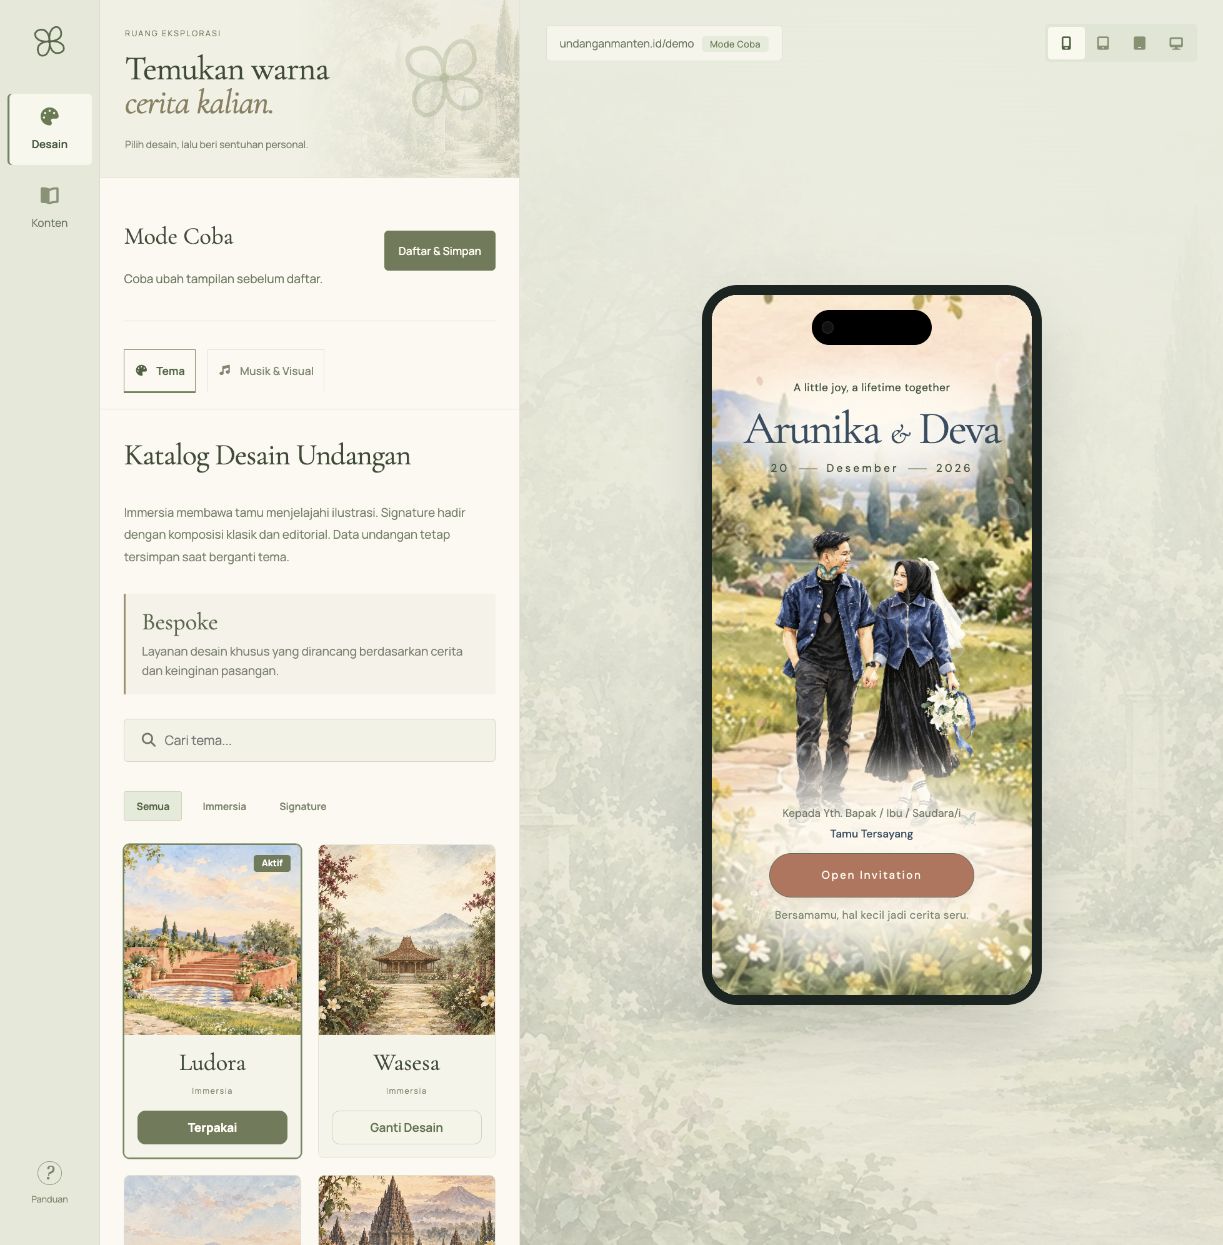 RUANG EKSPLORASI
Temukan warna
cerita kalian.
Pilih desain, lalu beri sentuhan personal.
Desain
Konten
Mode Coba
Coba ubah tampilan sebelum daftar.
Daftar & Simpan
Tema
Musik & Visual
Katalog Desain Undangan
Immersia membawa tamu menjelajahi ilustrasi. Signature hadir
dengan komposisi klasik dan editorial. Data undangan tetap
tersimpan saat berganti tema.
Bespoke
Layanan desain khusus yang dirancang berdasarkan cerita
dan keinginan pasangan.
Cari tema...
Semua
Immersia
Signature
Aktif
Ludora
Immersia
Terpakai
Wasesa
Immersia
Ganti Desain
?
Panduan
undanganmanten.id/demo
Mode Coba
A little joy, a lifetime together
Arunika & Deva
20 — Desember — 2026
Kepada Yth. Bapak / Ibu / Saudara/i
Tamu Tersayang
Open Invitation
Bersamamu, hal kecil jadi cerita seru.